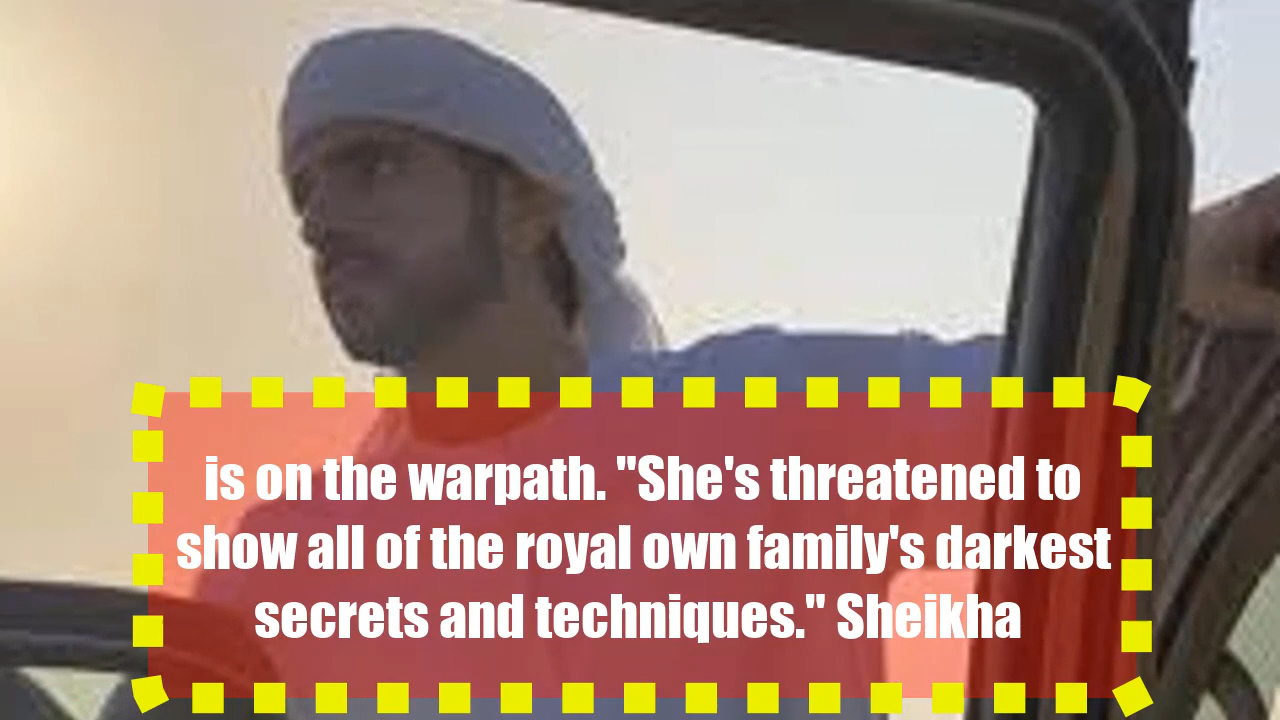 is on the warpath. "She's threatened to
show all of the royal own family's darkest
secrets and techniques." Sheikha